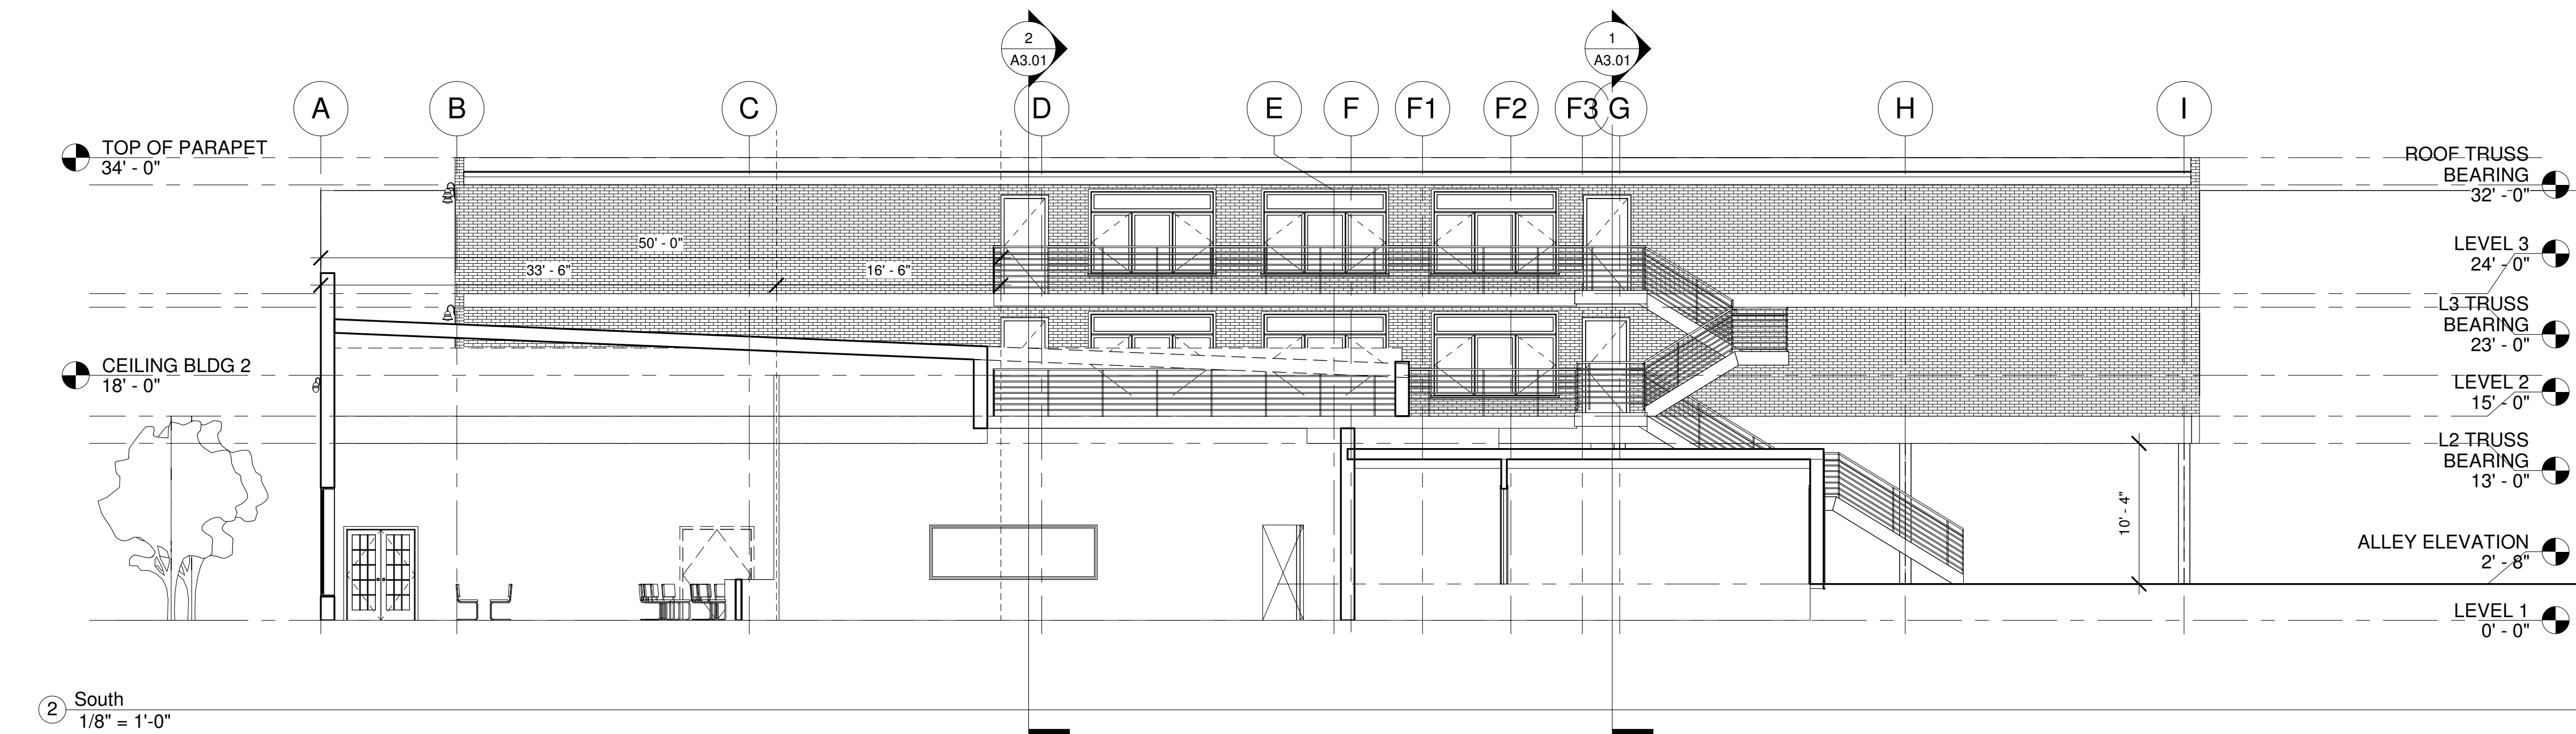 2
A3.01
1
A3.01
A
B
C
D
E
F
F1
F2
F3
G
H
I
TOP OF PARAPET
34' - 0"
ROOF TRUSS
BEARING
32' - 0"
50' - 0"
33' - 6"
16' - 6"
LEVEL 3
24' - 0"
L3 TRUSS
BEARING
23' - 0"
CEILING BLDG 2
18' - 0"
LEVEL 2
15' - 0"
L2 TRUSS
BEARING
13' - 0"
10' - 4"
ALLEY ELEVATION
2' - 8"
LEVEL 1
0' - 0"
2
South
1/8" = 1'-0"